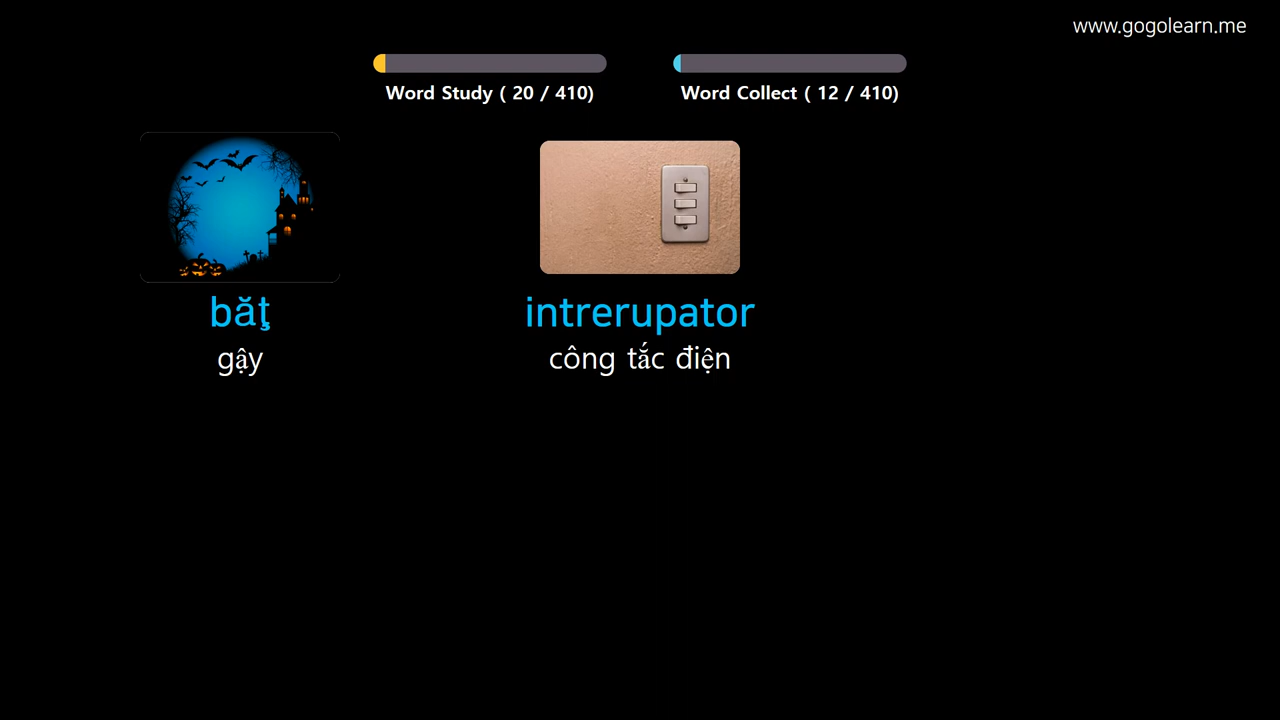 www.gogolearn.me
Word Study ( 20 / 410)
Word Collect ( 12 / 410)
băţ
gậy
intrerupator
công tắc điện